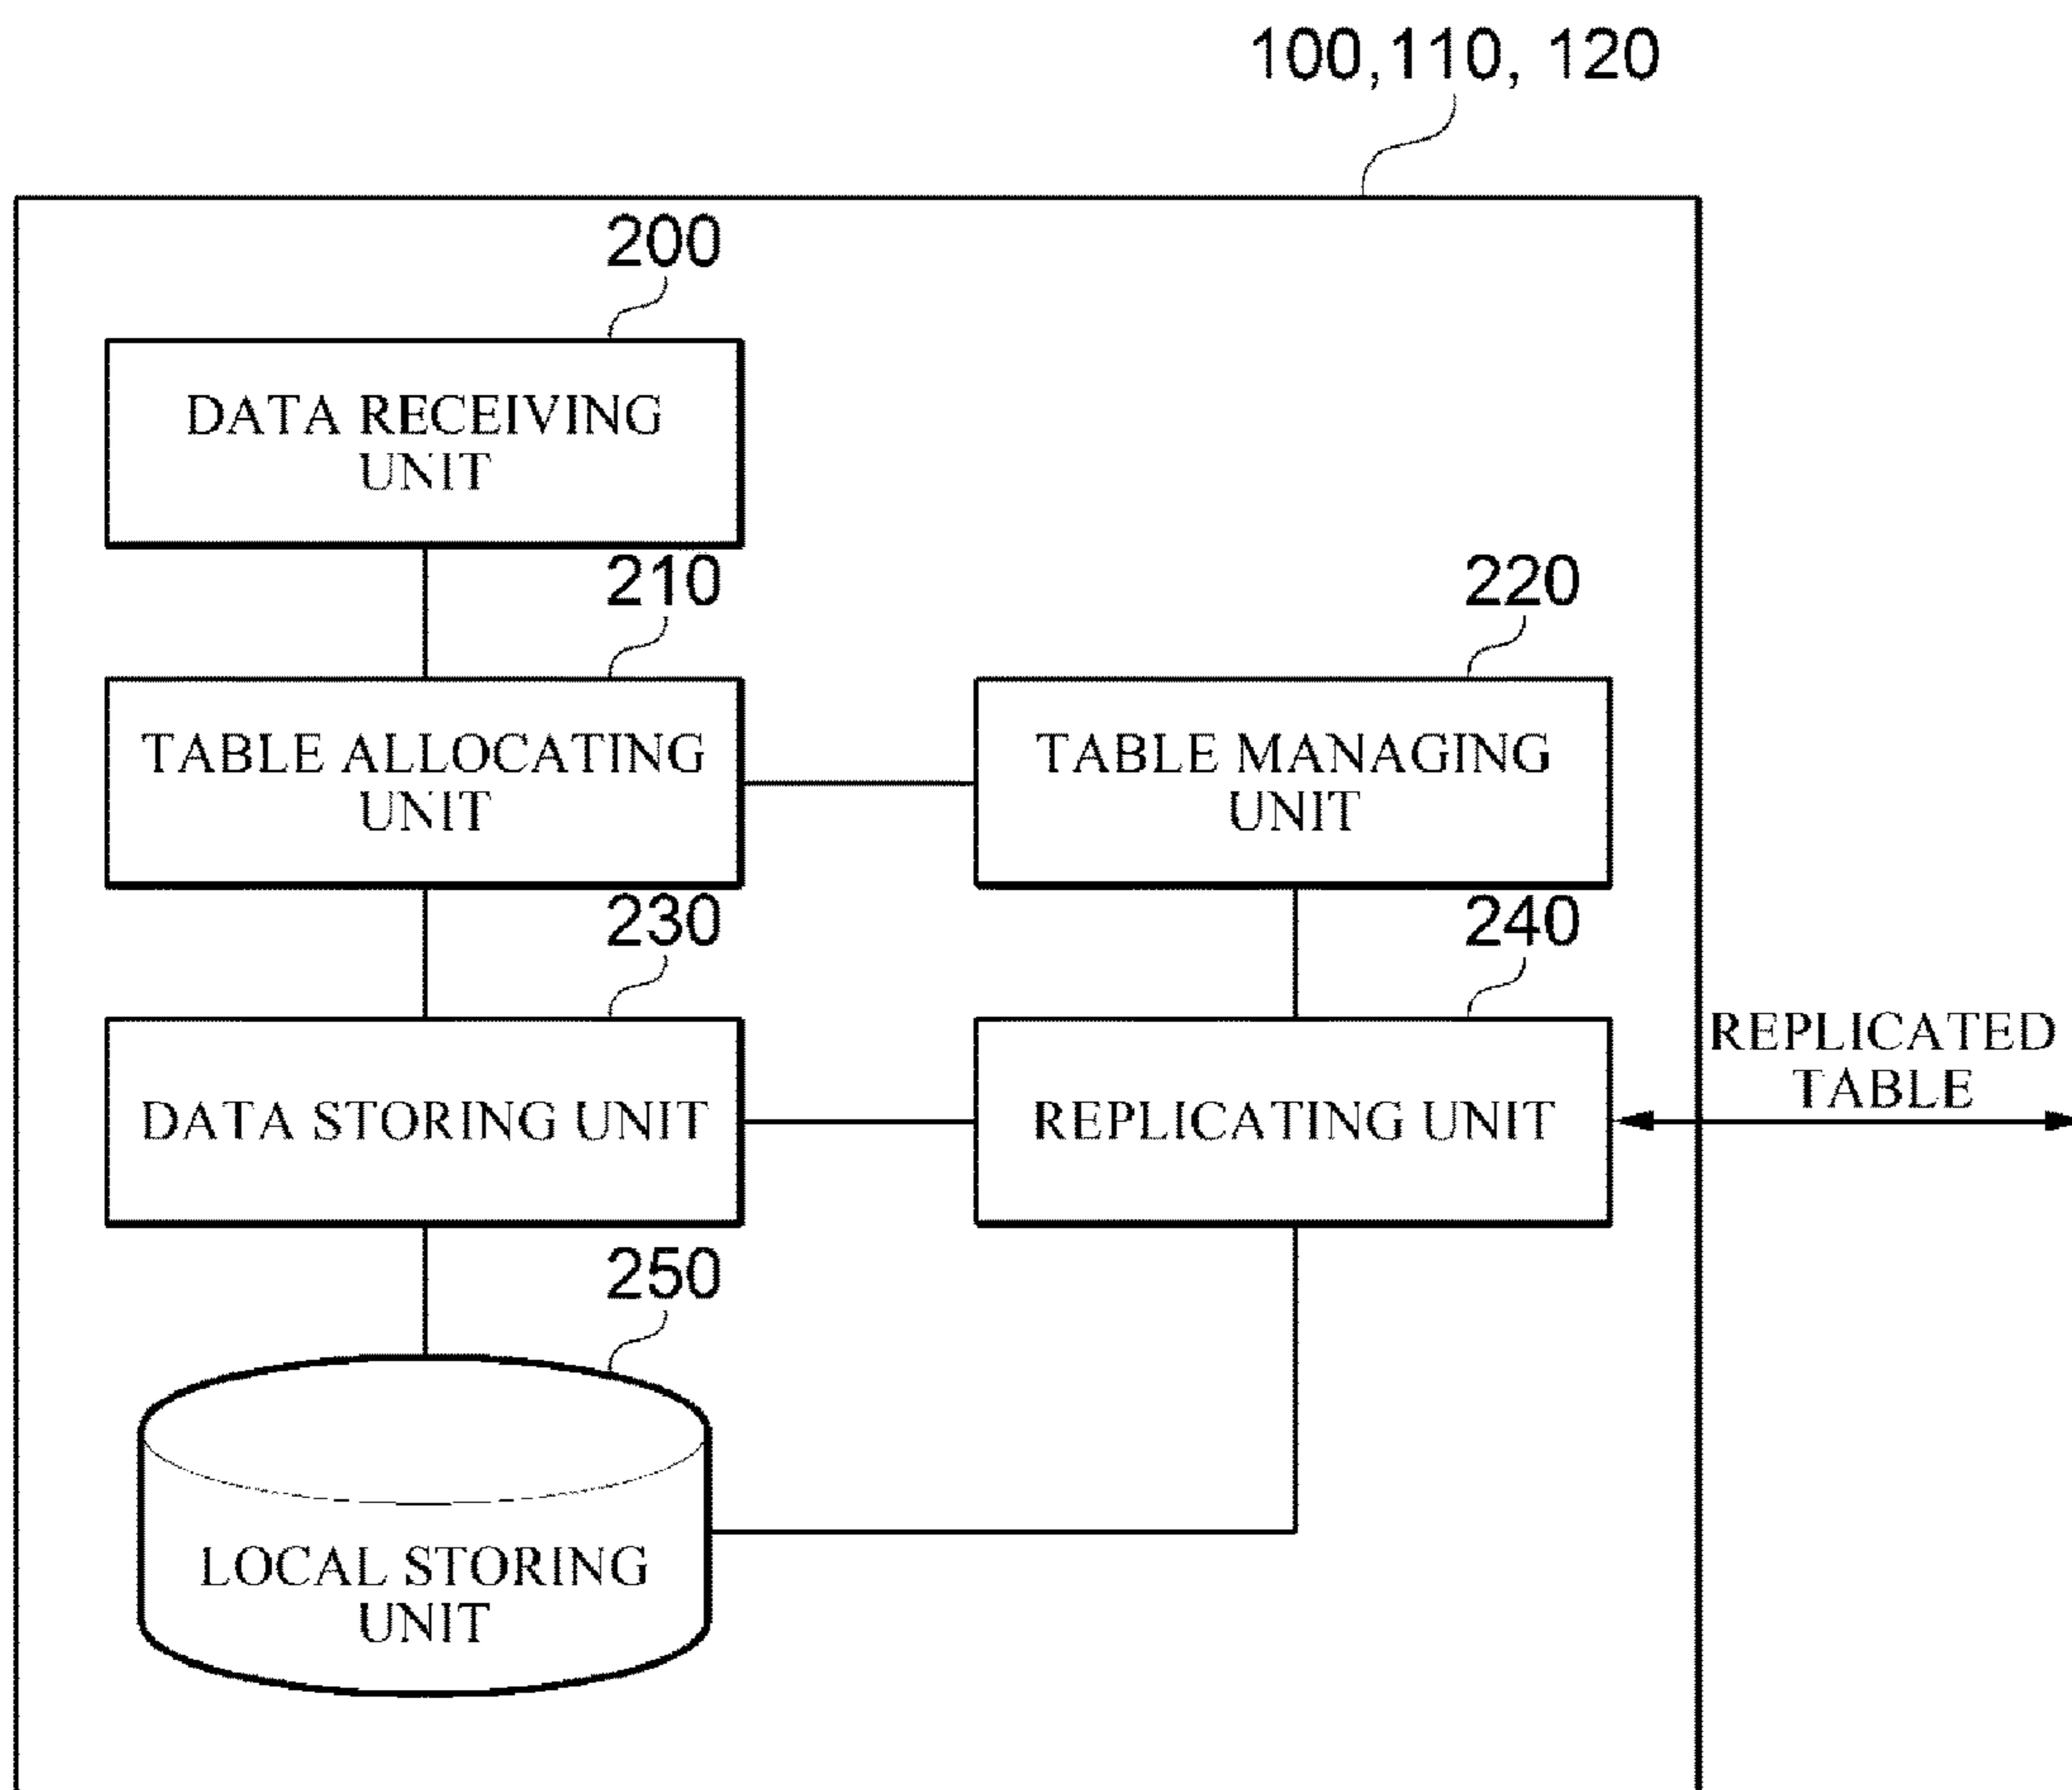 100,110, 120
200
DATA RECEIVING
UNIT
210
TABLE ALLOCATING
UNIT
220
TABLE MANAGING
UNIT
230
DATA STORING UNIT
240
REPLICATING UNIT
REPLICATED
TABLE
250
LOCAL STORING
UNIT